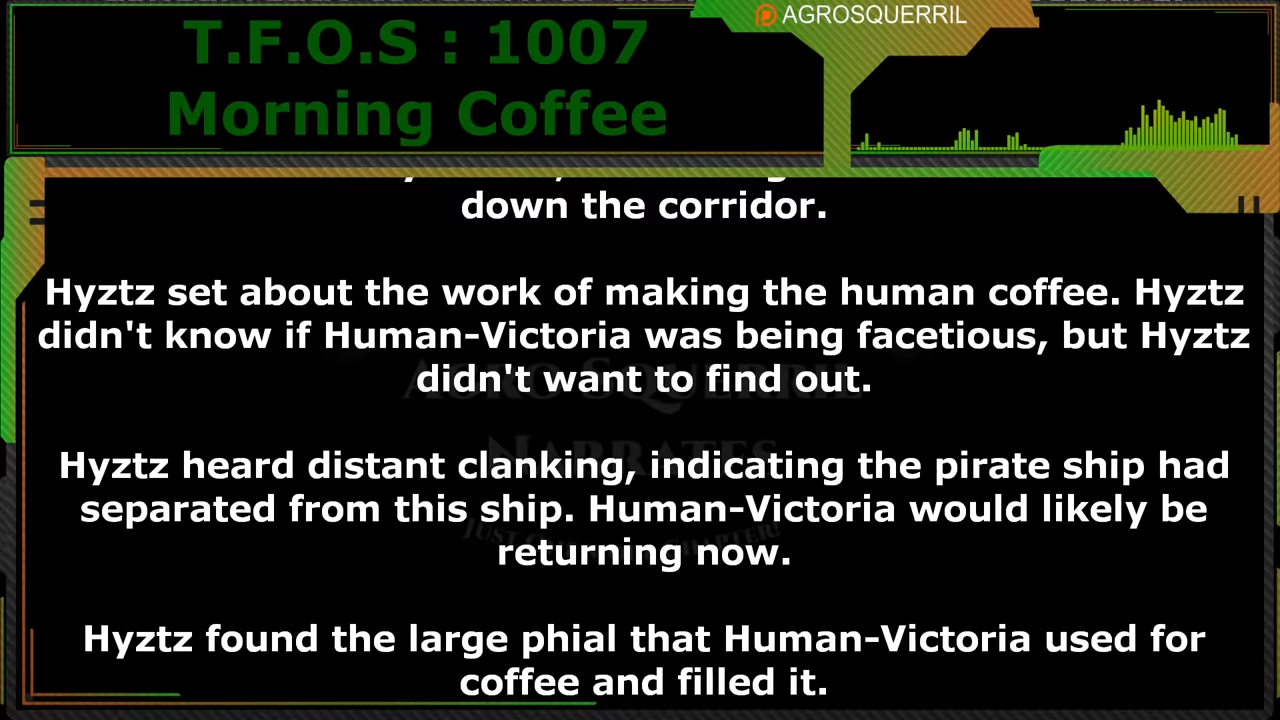 AGROSQUERRIL
T.F.O.S : 1007
Morning Coffee
down the corridor.
Hyztz set about the work of making the human coffee. Hyztz
didn't know if Human-Victoria was being facetious, but Hyztz
didn't want to find out.
Hyztz heard distant clanking, indicating the pirate ship had
separated from this ship. Human-Victoria would likely be
returning now.
Hyztz found the large phial that Human-Victoria used for
coffee and filled it.
AGRO SQUERRIL
NARRATES